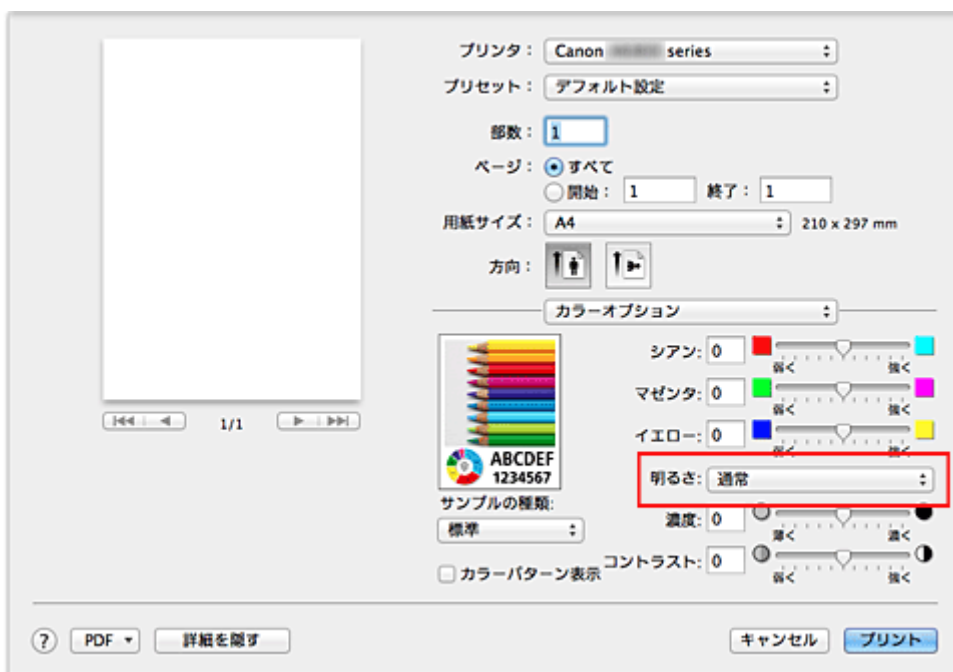 プリンタ： Canon series
プリセット： デフォルト設定
部数： 1
ページ： すべて
開始： 1 終了： 1
用紙サイズ： A4 210 x 297 mm
方向：
カラーオプション
シアン: 0
弱く 強く
マゼンタ: 0
弱く 強く
イエロー: 0
弱く 強く
ABCDEF
1234567
明るさ: 通常
サンプルの種類:
標準
濃度: 0
薄く 濃く
カラーパターン表示
コントラスト: 0
弱く 強く
1/1
? PDF 詳細を隠す キャンセル プリント